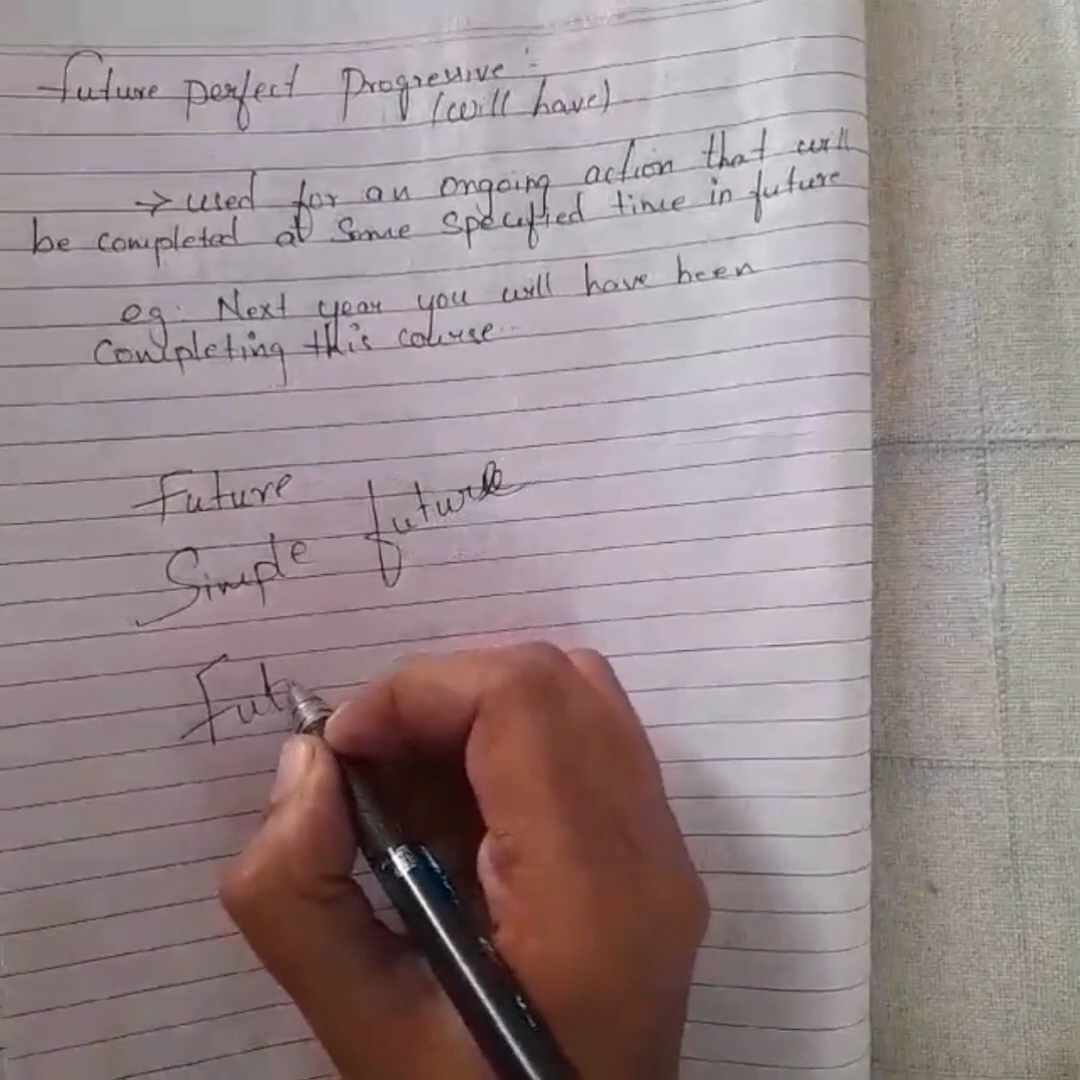 Future perfect Progressive :
(will have)
→ used for an ongoing action that will
be completed at some specified time in future
eg. Next year you will have been
completing this course...
Future
Simple future
Fut